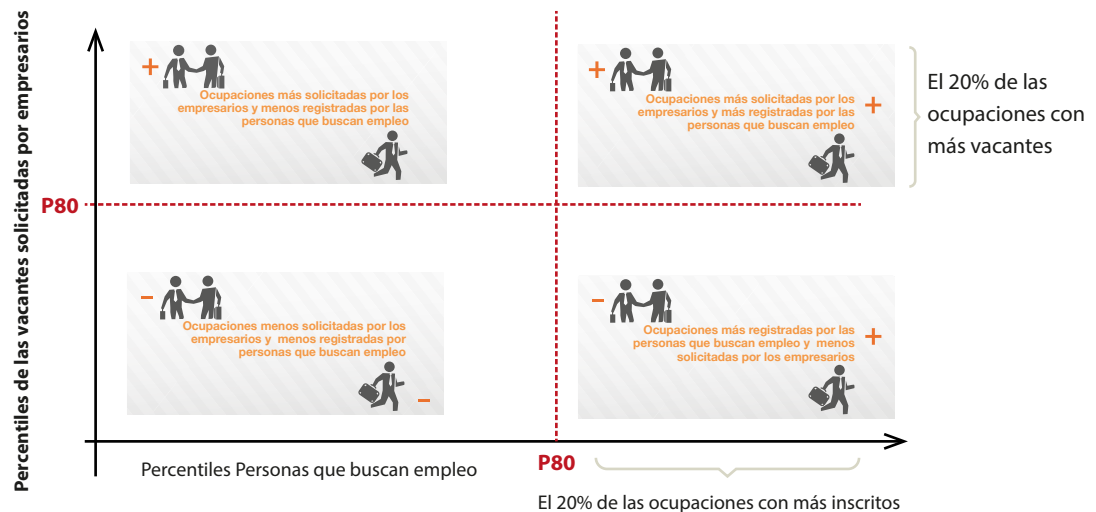 Percentiles de las vacantes solicitadas por empresarios
+
Ocupaciones más solicitadas por los
empresarios y menos registradas por las
personas que buscan empleo
+
Ocupaciones más solicitadas por los
empresarios y más registradas por las
personas que buscan empleo
+
El 20% de las
ocupaciones con
más vacantes
P80
-
Ocupaciones menos solicitadas por los
empresarios y menos registradas por
personas que buscan empleo
-
-
Ocupaciones más registradas por las
personas que buscan empleo y menos
solicitadas por los empresarios
+
Percentiles Personas que buscan empleo
P80
El 20% de las ocupaciones con más inscritos